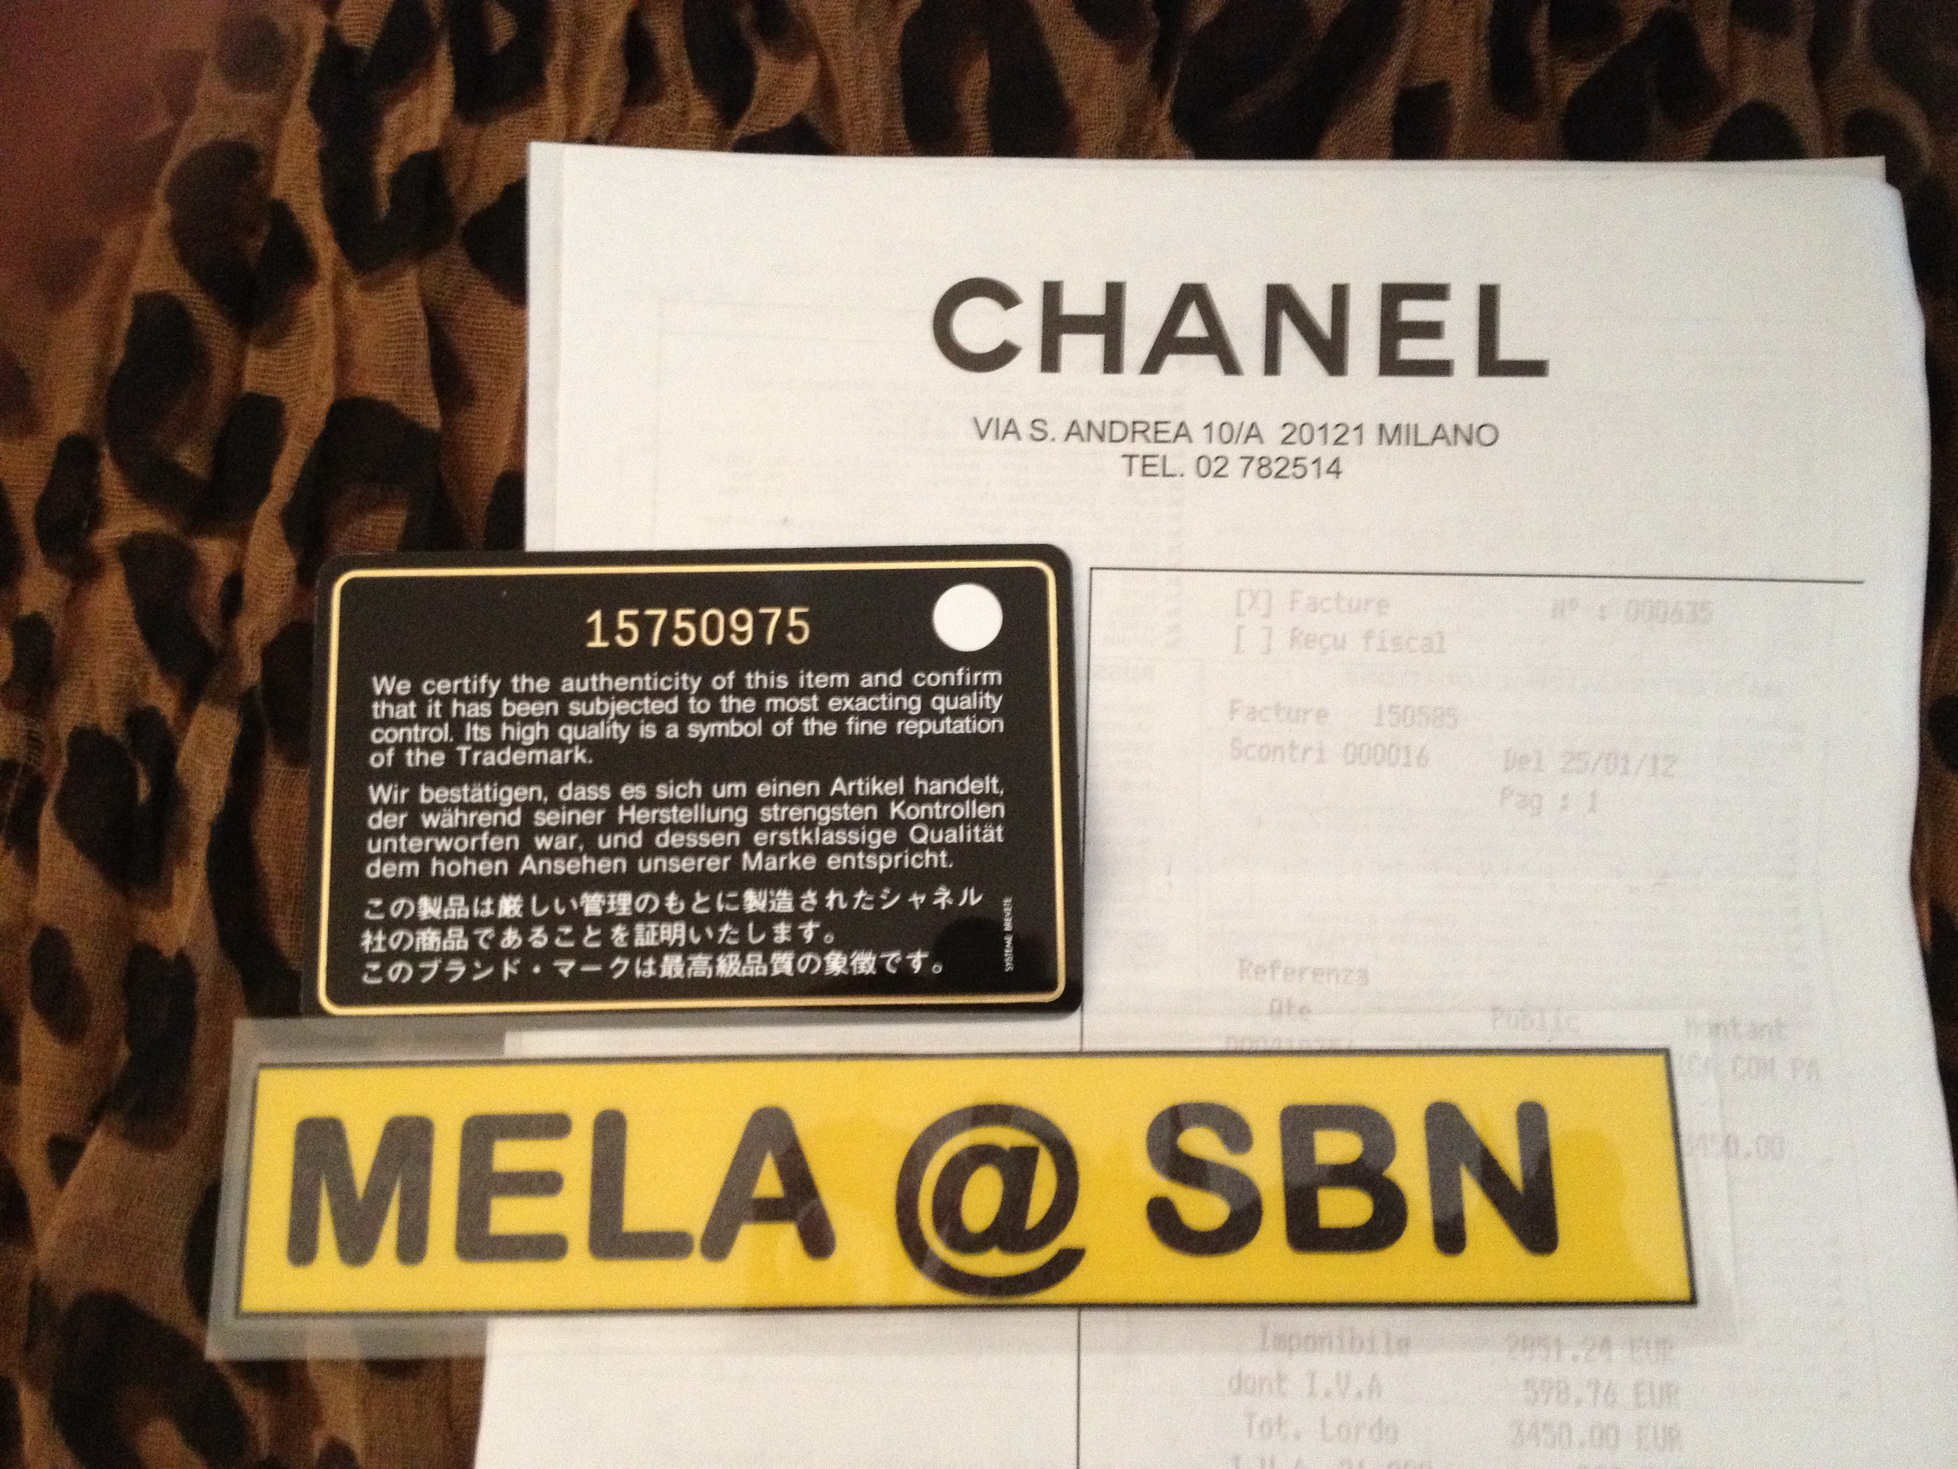 CHANEL
VIA S. ANDREA 10/A 20121 MILANO
TEL. 02 782514
15750975
We certify the authenticity of this item and confirm
that it has been subjected to the most exacting quality
control. Its high quality is a symbol of the fine reputation
of the Trademark.
Wir bestätigen, dass es sich um einen Artikel handelt,
der während seiner Herstellung strengsten Kontrollen
unterworfen war, und dessen erstklassige Qualität
dem hohen Ansehen unserer Marke entspricht.
この製品は厳しい管理のもとに製造されたシャネル
社の商品であることを証明いたします。
このブランド・マークは最高級品質の象徴です。
SYSTEME BREVETE
[X] Facture Nº : 000635
[ ] Reçu fiscal
Facture 150585
Scontri 000016 Del 25/01/12
Pag : 1
Referenza
Qte Public Montant
COM PA
MELA @ SBN
Imponibile 2851.24 EUR
dont I.V.A 598.76 EUR
Tot. Lordo 3450.00 EUR